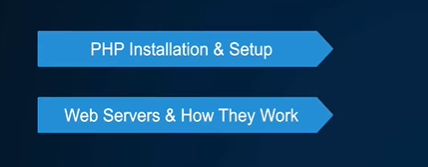 PHP Installation & Setup
Web Servers & How They Work